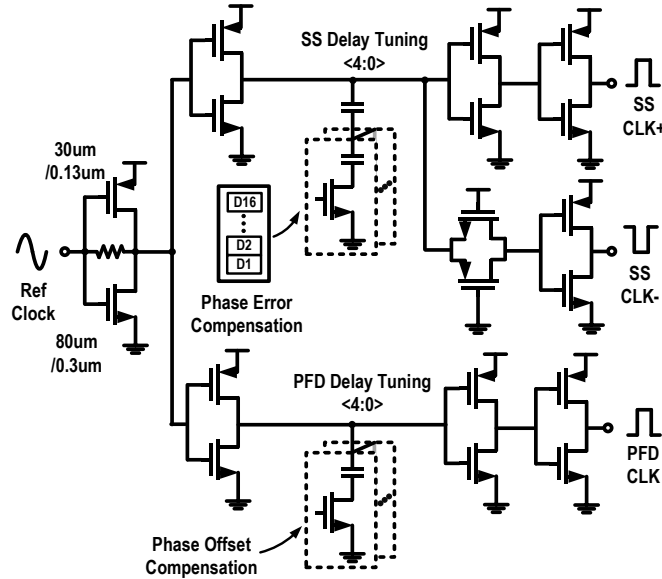 SS Delay Tuning
<4:0>
SS
CLK+
30um
/0.13um
D16
D2
D1
Ref
Clock
Phase Error
Compensation
SS
CLK-
80um
/0.3um
PFD Delay Tuning
<4:0>
PFD
CLK
Phase Offset
Compensation